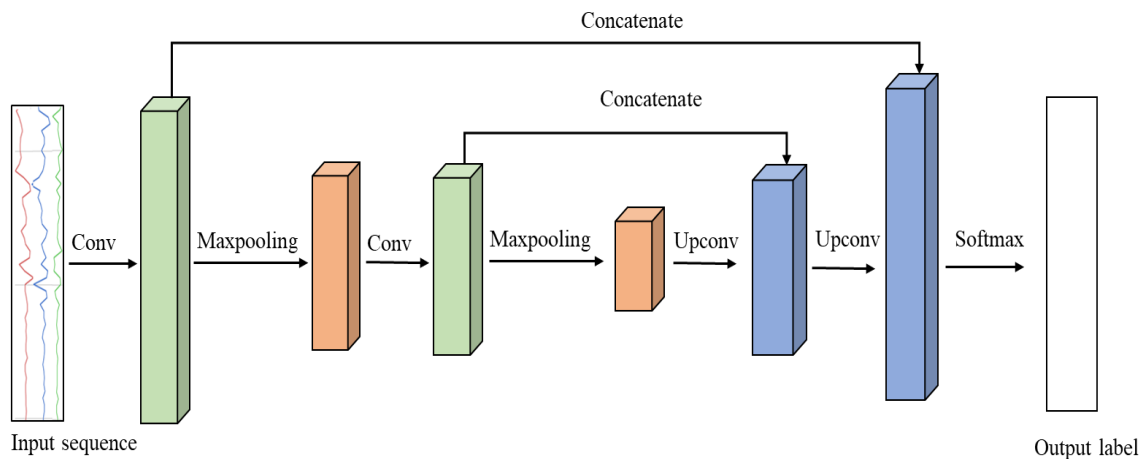 Concatenate
Concatenate
Conv
Maxpooling
Conv
Maxpooling
Upconv
Upconv
Softmax
Input sequence
Output label